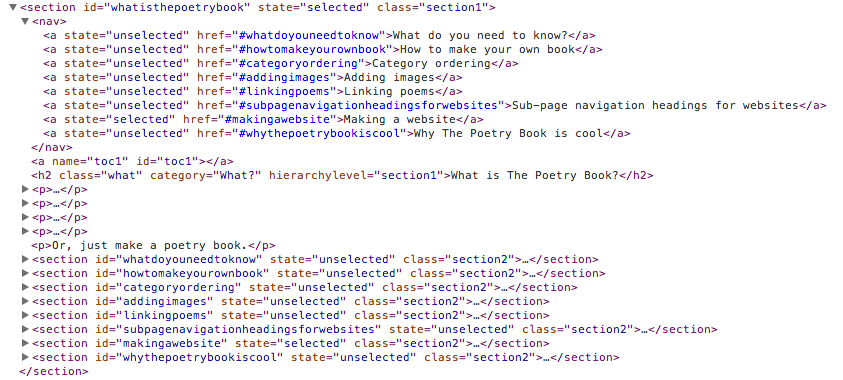 <section id="whatisthepoetrybook" state="selected" class="section1">
<nav>
<a state="unselected" href="#whatdoyouneedtoknow">What do you need to know?</a>
<a state="unselected" href="#howtomakeyourownbook">How to make your own book</a>
<a state="unselected" href="#categoryordering">Category ordering</a>
<a state="unselected" href="#addingimages">Adding images</a>
<a state="unselected" href="#linkingpoems">Linking poems</a>
<a state="unselected" href="#subpagenavigationheadingsforwebsites">Sub-page navigation headings for websites</a>
<a state="selected" href="#makingawebsite">Making a website</a>
<a state="unselected" href="#whythepoetrybookiscool">Why The Poetry Book is cool</a>
</nav>
<a name="toc1" id="toc1"></a>
<h2 class="what" category="What?" hierarchylevel="section1">What is The Poetry Book?</h2>
<p>…</p>
<p>…</p>
<p>…</p>
<p>…</p>
<p>Or, just make a poetry book.</p>
<section id="whatdoyouneedtoknow" state="unselected" class="section2">…</section>
<section id="howtomakeyourownbook" state="unselected" class="section2">…</section>
<section id="categoryordering" state="unselected" class="section2">…</section>
<section id="addingimages" state="unselected" class="section2">…</section>
<section id="linkingpoems" state="unselected" class="section2">…</section>
<section id="subpagenavigationheadingsforwebsites" state="unselected" class="section2">…</section>
<section id="makingawebsite" state="unselected" class="section2">…</section>
<section id="whythepoetrybookiscool" state="unselected" class="section2">…</section>
</section>